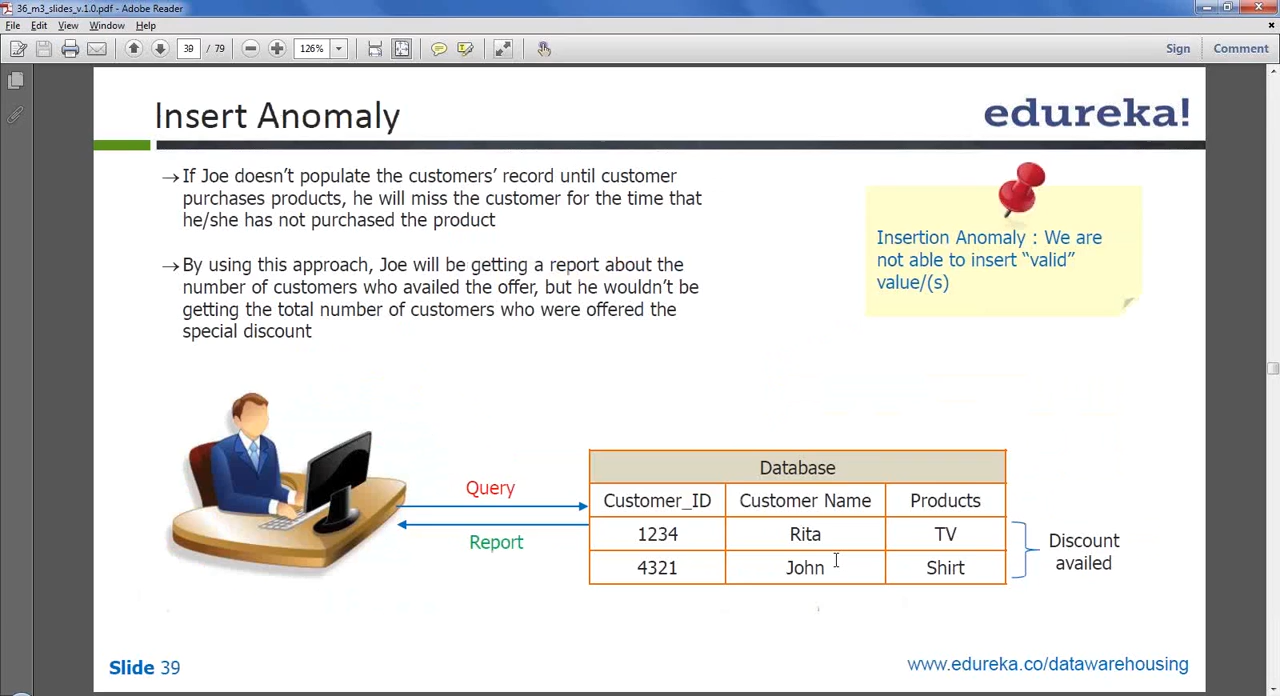 36_m3_slides_v.1.0.pdf - Adobe Reader
File Edit View Window Help
39 / 79 126% Sign Comment
Insert Anomaly
edureka!
→ If Joe doesn't populate the customers' record until customer
purchases products, he will miss the customer for the time that
he/she has not purchased the product
→ By using this approach, Joe will be getting a report about the
number of customers who availed the offer, but he wouldn't be
getting the total number of customers who were offered the
special discount
Insertion Anomaly : We are
not able to insert “valid”
value/(s)
Query
Report
Database
Customer_ID Customer Name Products
1234 Rita TV
4321 John Shirt
Discount
availed
Slide 39
www.edureka.co/datawarehousing